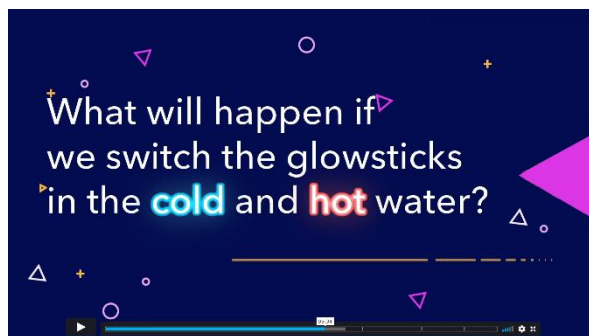 What will happen if
we switch the glowsticks
in the cold and hot water?